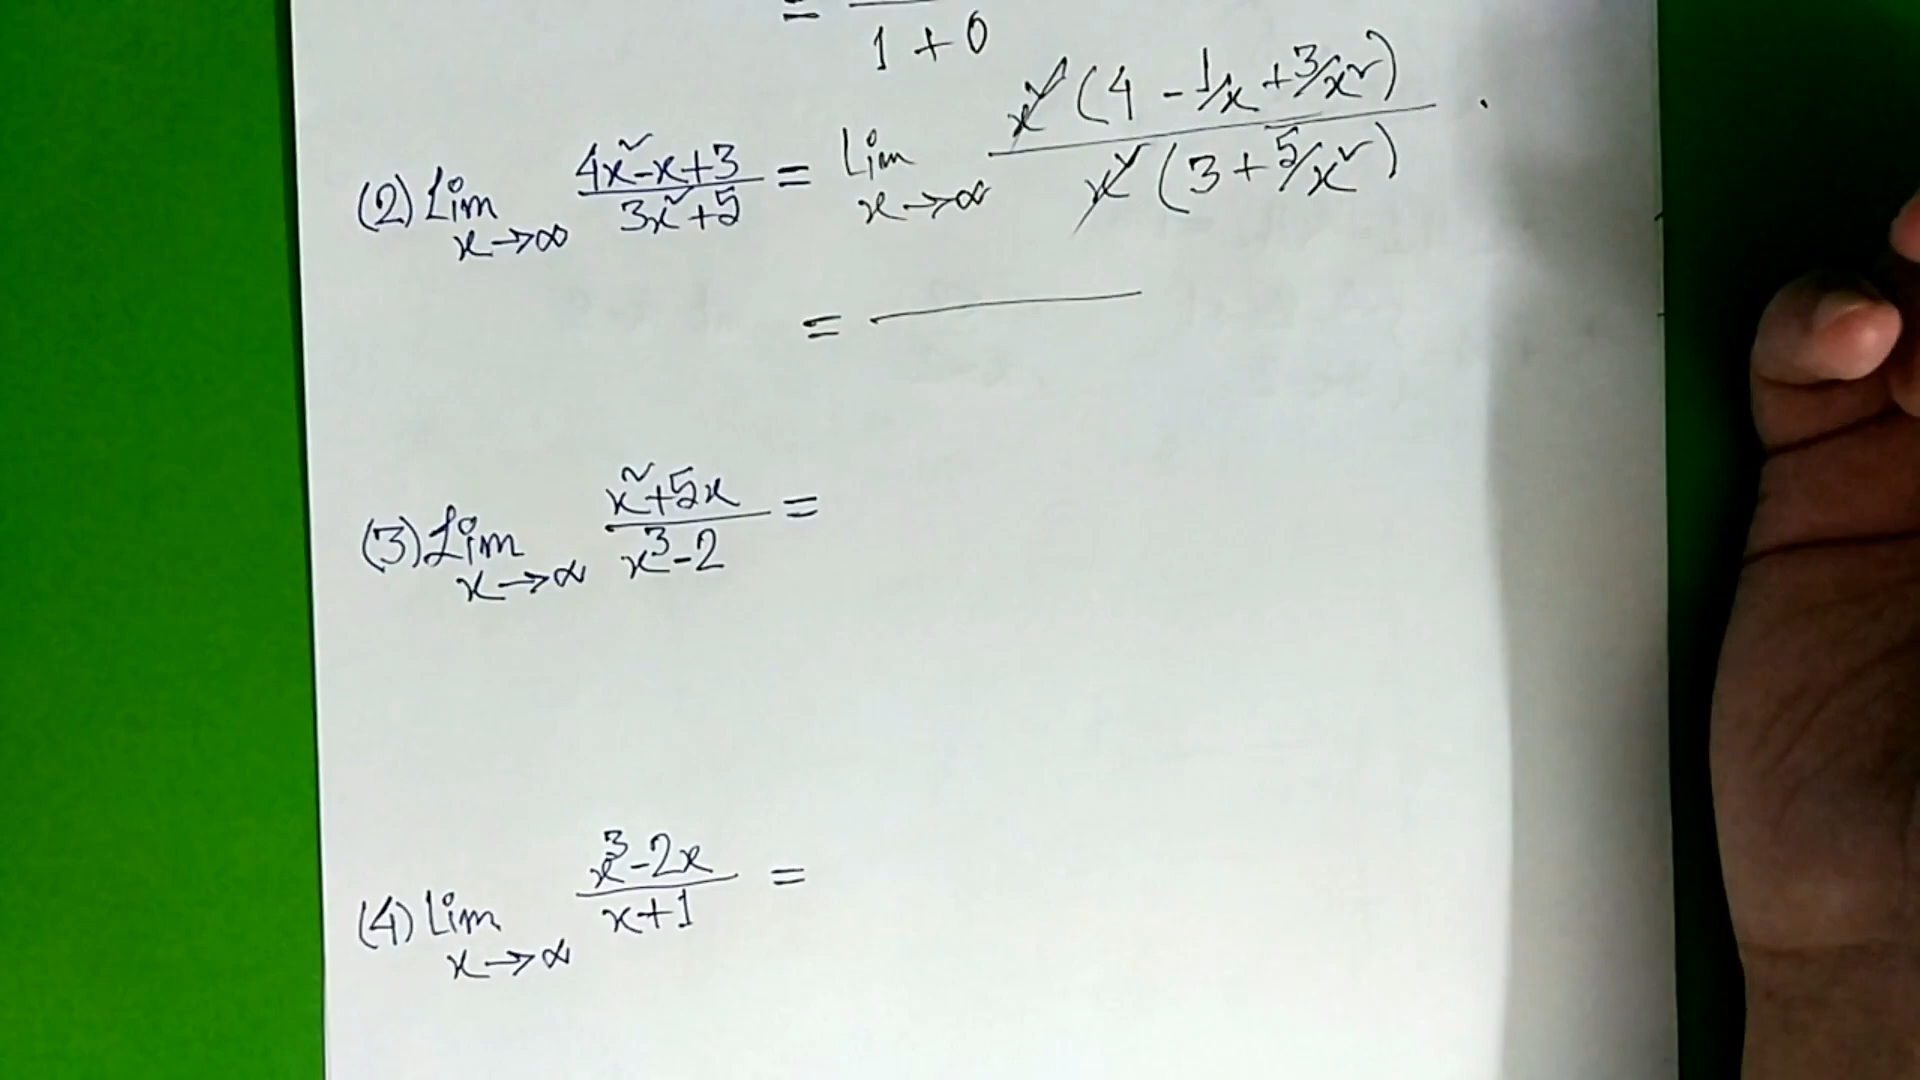 = ――
1 + 0
(2) Lim x→∞ (4x² - x + 3)/(3x² + 5) = Lim x→∞ x²(4 - 1/x + 3/x²)/x²(3 + 5/x²) .
= ――
(3) Lim x→∞ (x² + 5x)/(x³ - 2) =
(4) Lim x→∞ (x³ - 2x)/(x + 1) =